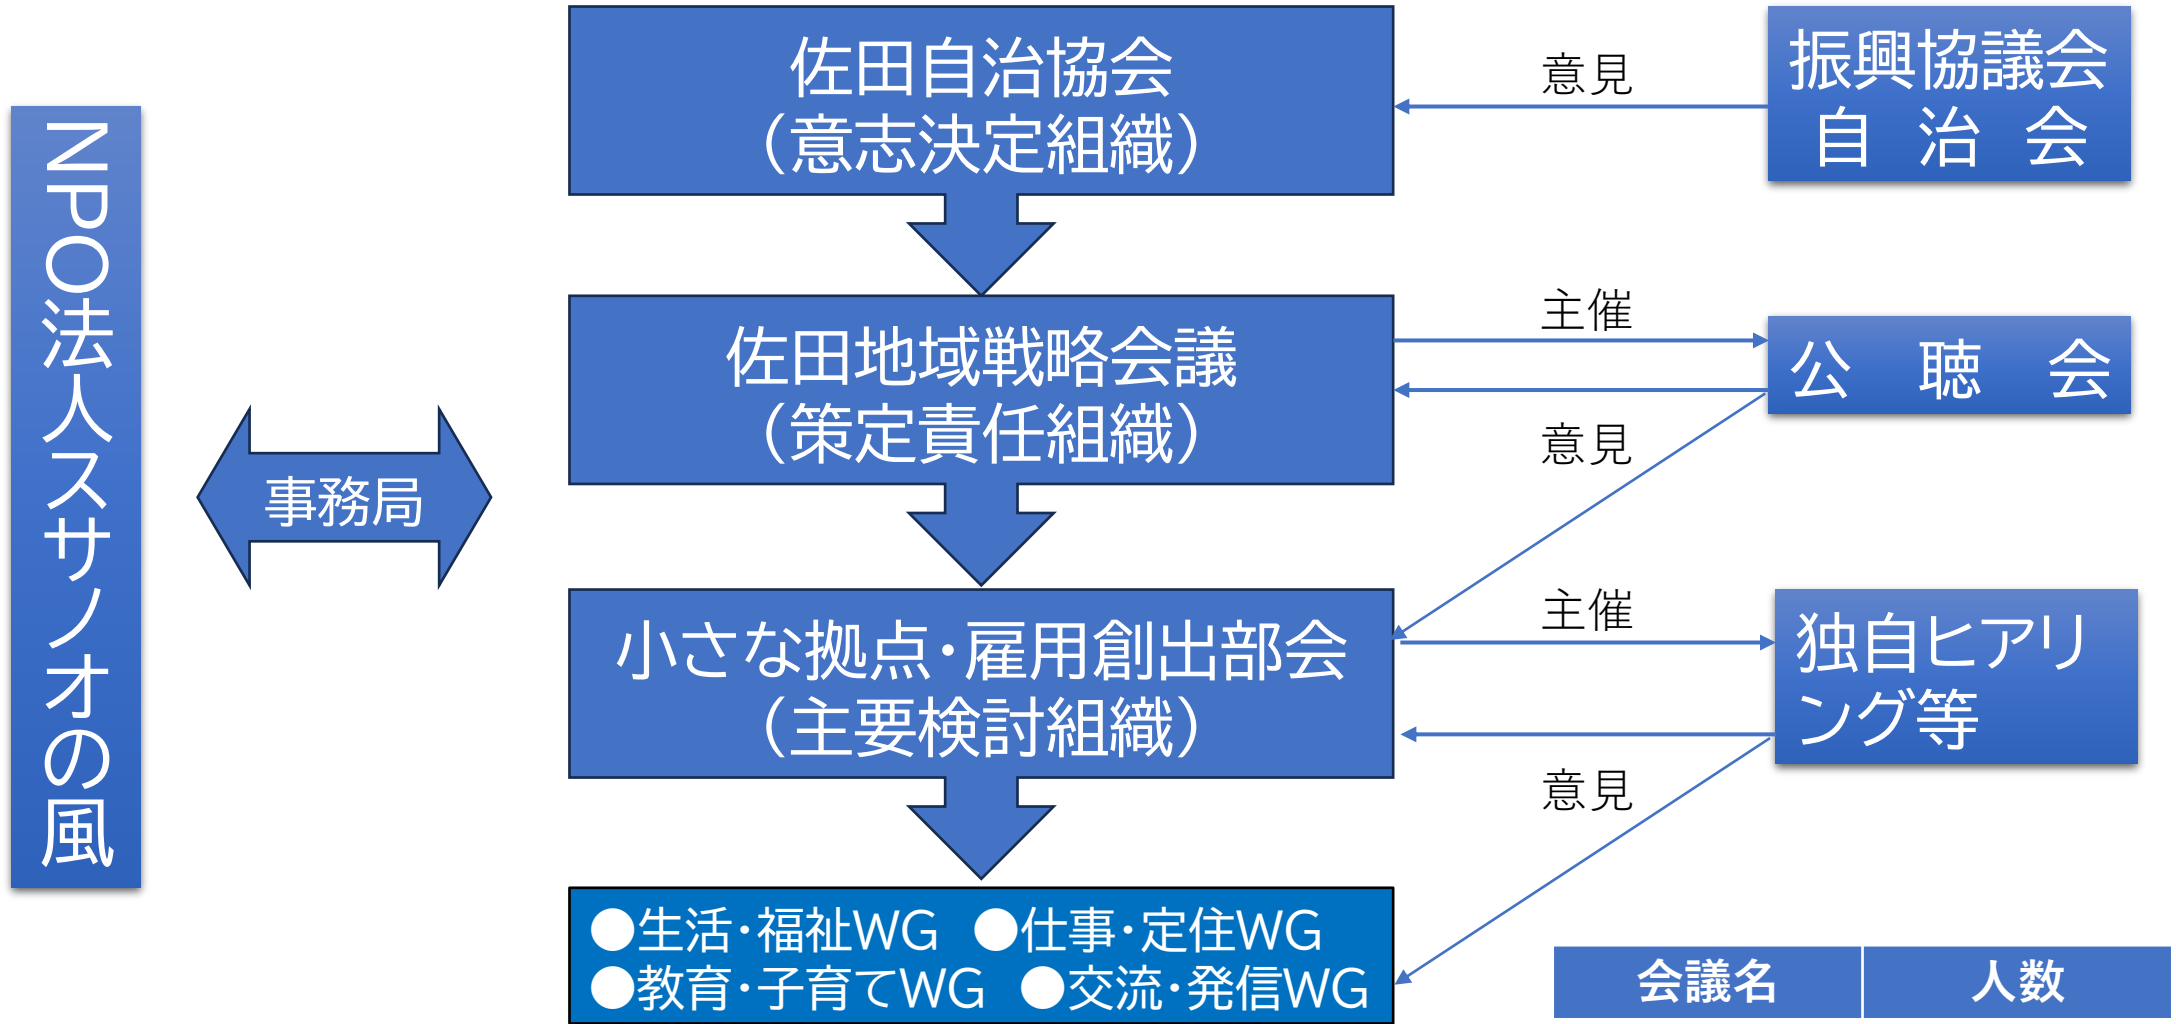 NPO法人スサノオの風
事務局
佐田自治協会
（意志決定組織）
佐田地域戦略会議
（策定責任組織）
小さな拠点・雇用創出部会
（主要検討組織）
●生活・福祉WG ●仕事・定住WG
●教育・子育てWG ●交流・発信WG
意見
振興協議会
自 治 会
主催
公 聴 会
意見
主催
独自ヒアリ
ング等
意見
会議名 人数